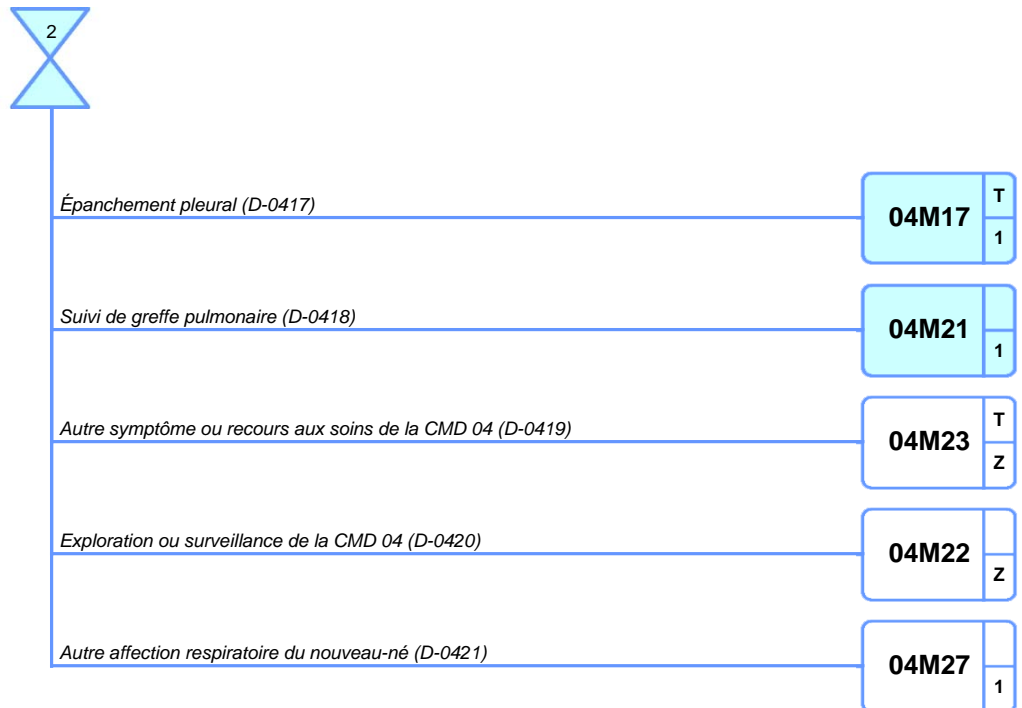 2
Épanchement pleural (D-0417)
04M17
T
1
Suivi de greffe pulmonaire (D-0418)
04M21
1
Autre symptôme ou recours aux soins de la CMD 04 (D-0419)
04M23
T
Z
Exploration ou surveillance de la CMD 04 (D-0420)
04M22
Z
Autre affection respiratoire du nouveau-né (D-0421)
04M27
1